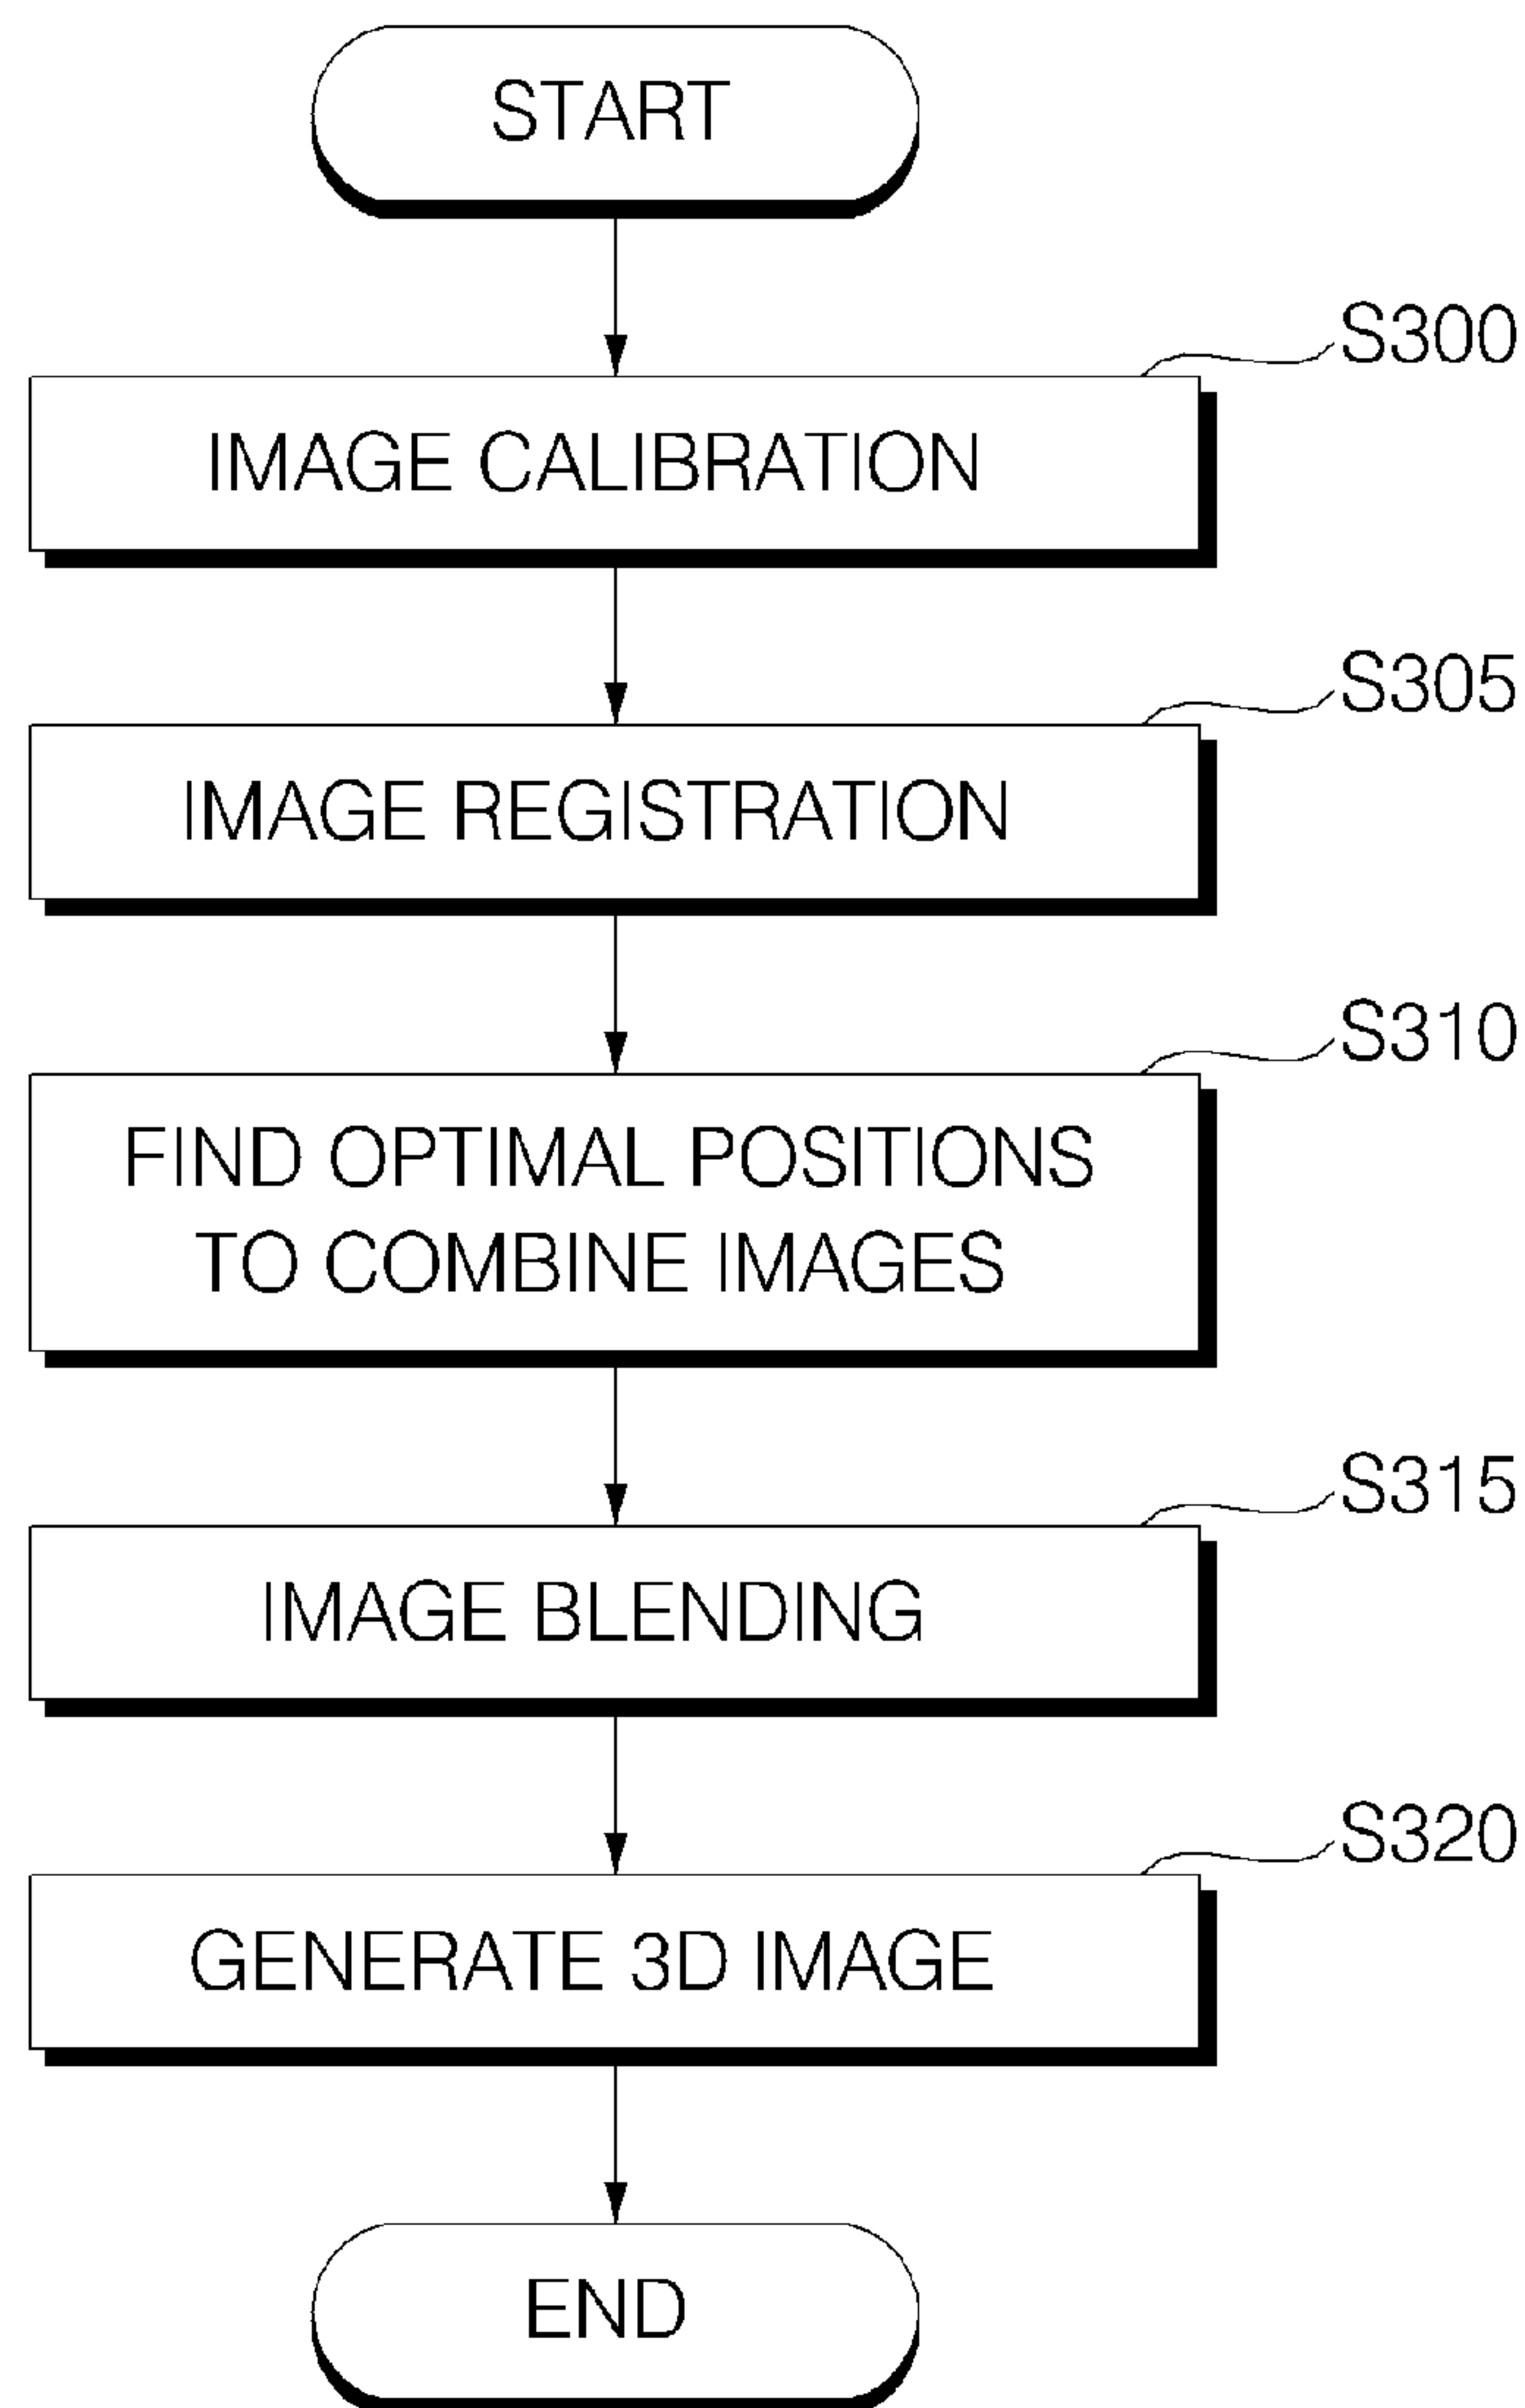 START
S300
IMAGE CALIBRATION
S305
IMAGE REGISTRATION
S310
FIND OPTIMAL POSITIONS
TO COMBINE IMAGES
S315
IMAGE BLENDING
S320
GENERATE 3D IMAGE
END